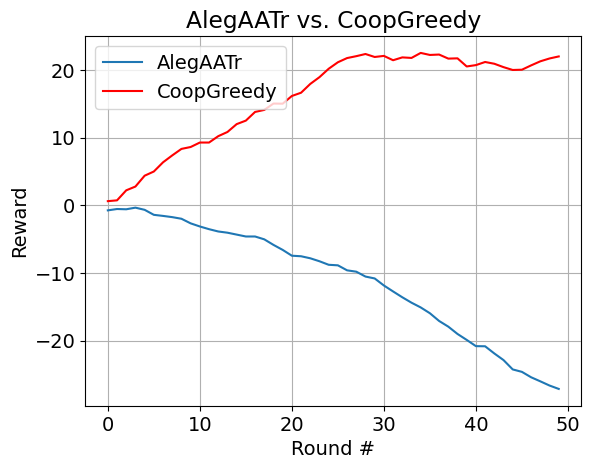 AlegAATr vs. CoopGreedy
AlegAATr
CoopGreedy
Reward
20
10
0
−10
−20
0 10 20 30 40 50
Round #